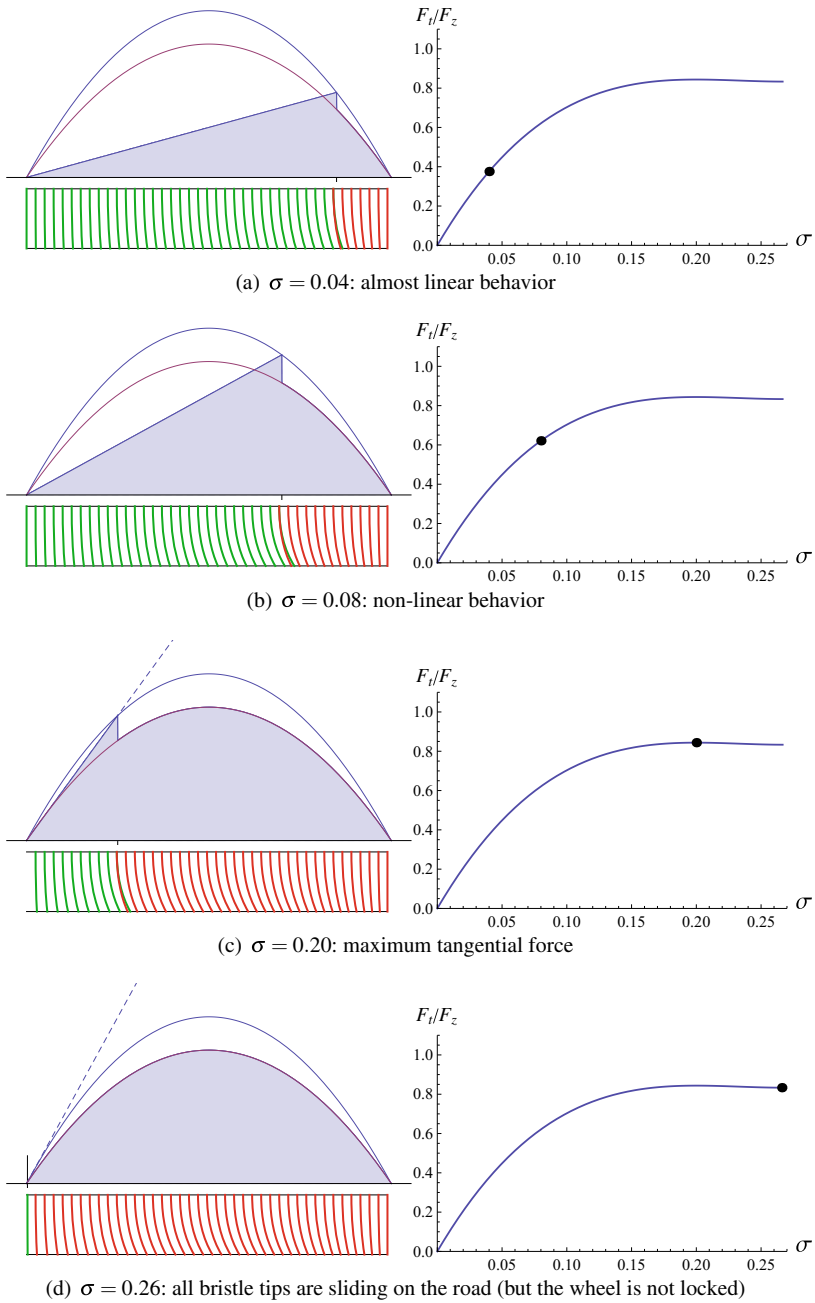 F_t/F_z
1.0
0.8
0.6
0.4
0.2
0.0
0.05 0.10 0.15 0.20 0.25 σ
(a) σ = 0.04: almost linear behavior
F_t/F_z
1.0
0.8
0.6
0.4
0.2
0.0
0.05 0.10 0.15 0.20 0.25 σ
(b) σ = 0.08: non-linear behavior
F_t/F_z
1.0
0.8
0.6
0.4
0.2
0.0
0.05 0.10 0.15 0.20 0.25 σ
(c) σ = 0.20: maximum tangential force
F_t/F_z
1.0
0.8
0.6
0.4
0.2
0.0
0.05 0.10 0.15 0.20 0.25 σ
(d) σ = 0.26: all bristle tips are sliding on the road (but the wheel is not locked)